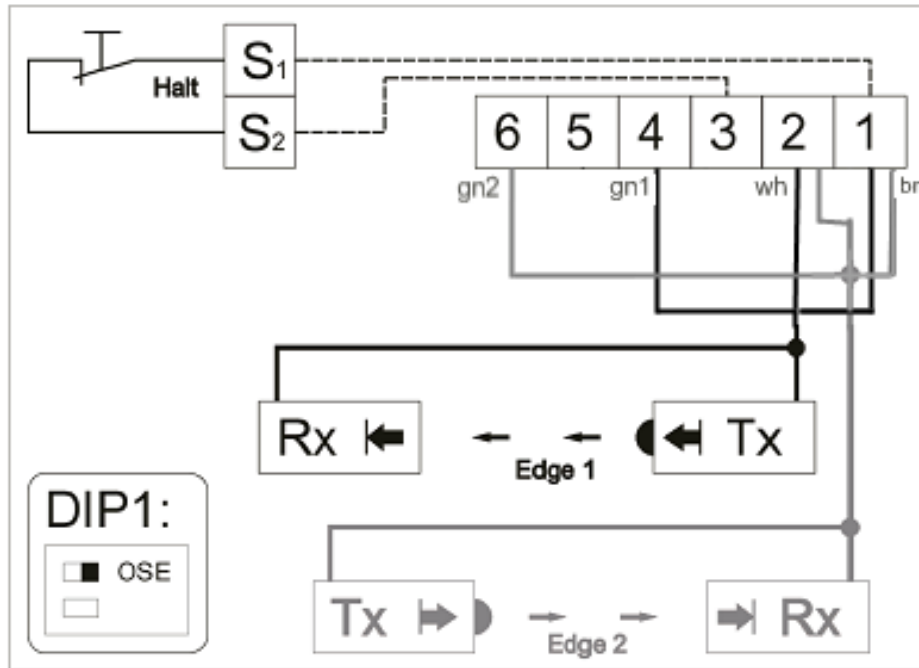 S1
Halt
S2
6 5 4 3 2 1
gn2 gn1 wh br
Rx Tx
Edge 1
DIP1:
OSE
Tx Rx
Edge 2